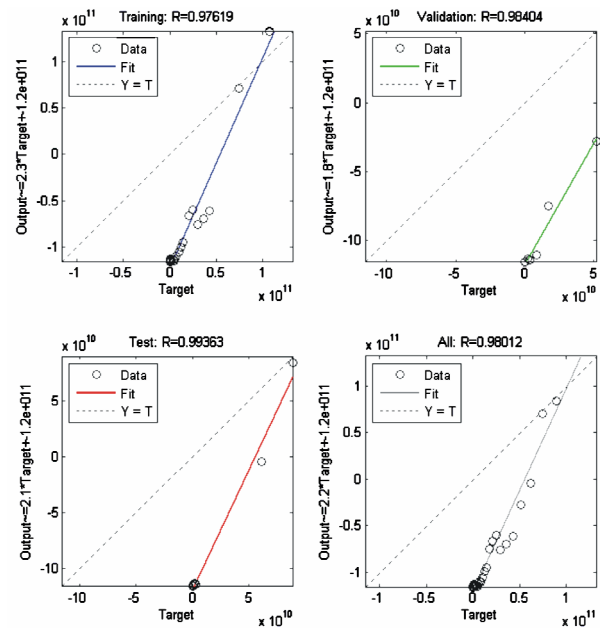 Training: R=0.97619
x 10^11
Data
Fit
Y = T
1
0.5
0
-0.5
-1
-1 -0.5 0 0.5 1
Target
x 10^11
Output~=2.3*Target+-1.2e+011
Validation: R=0.98404
x 10^10
Data
Fit
Y = T
5
0
-5
-10
-10 -5 0 5
Target
x 10^10
Output~=1.8*Target+-1.2e+011
Test: R=0.99363
x 10^10
Data
Fit
Y = T
5
0
-5
-10
-10 -5 0 5
Target
x 10^10
Output~=2.1*Target+-1.2e+011
All: R=0.98012
x 10^11
Data
Fit
Y = T
1
0.5
0
-0.5
-1
-1 -0.5 0 0.5 1
Target
x 10^11
Output~=2.2*Target+-1.2e+011